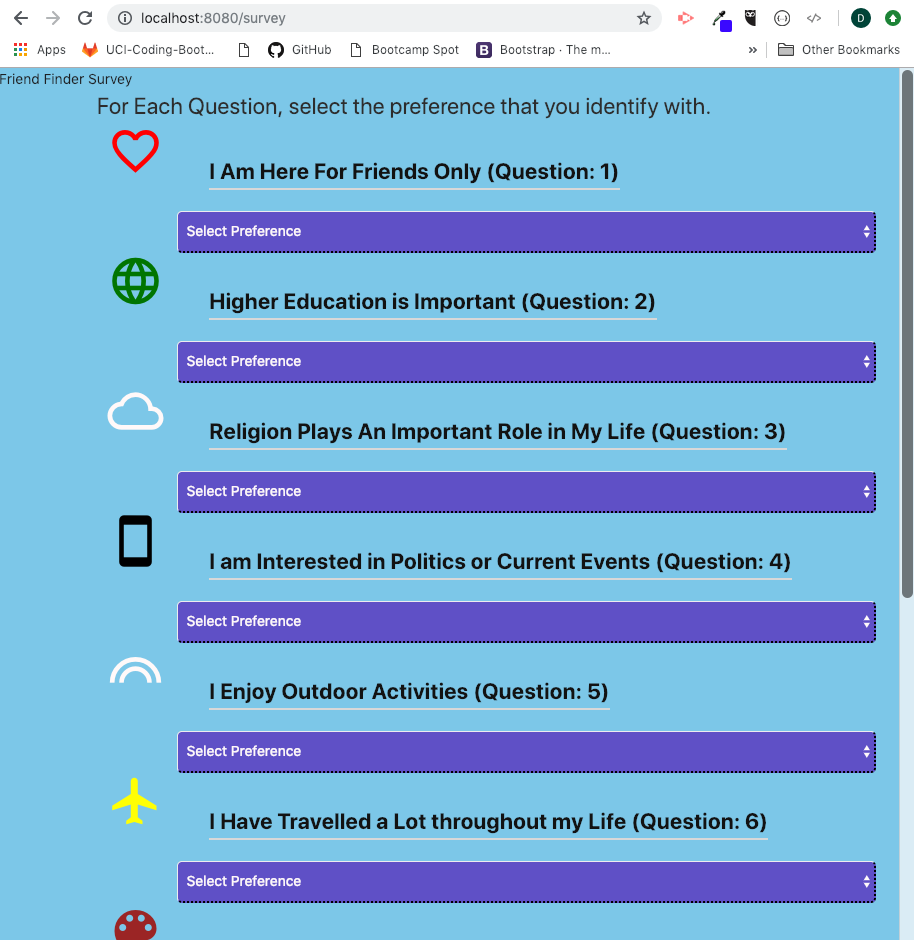 localhost:8080/survey
D
Apps UCI-Coding-Boot... GitHub Bootcamp Spot B Bootstrap · The m... » Other Bookmarks
Friend Finder Survey
For Each Question, select the preference that you identify with.
I Am Here For Friends Only (Question: 1)
Select Preference
Higher Education is Important (Question: 2)
Select Preference
Religion Plays An Important Role in My Life (Question: 3)
Select Preference
I am Interested in Politics or Current Events (Question: 4)
Select Preference
I Enjoy Outdoor Activities (Question: 5)
Select Preference
I Have Travelled a Lot throughout my Life (Question: 6)
Select Preference